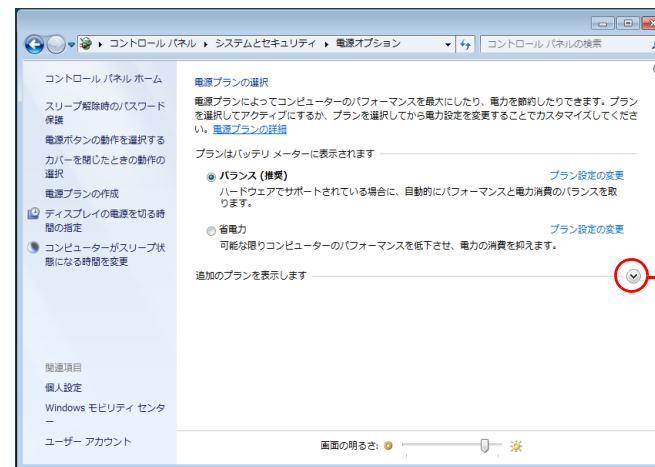 コントロール パネル ▸ システムとセキュリティ ▸ 電源オプション
コントロール パネルの検索
コントロール パネル ホーム
スリープ解除時のパスワード
保護
電源ボタンの動作を選択する
カバーを閉じたときの動作の
選択
電源プランの作成
ディスプレイの電源を切る時
間の指定
コンピューターがスリープ状
態になる時間を変更
関連項目
個人設定
Windows モビリティ センタ
ー
ユーザー アカウント
電源プランの選択
電源プランによってコンピューターのパフォーマンスを最大にしたり、電力を節約したりできます。プラン
を選択してアクティブにするか、プランを選択してから電力設定を変更することでカスタマイズしてくださ
い。電源プランの詳細
プランはバッテリ メーターに表示されます
バランス (推奨)
プラン設定の変更
ハードウェアでサポートされている場合に、自動的にパフォーマンスと電力消費のバランスを取
ります。
省電力
プラン設定の変更
可能な限りコンピューターのパフォーマンスを低下させ、電力の消費を抑えます。
追加のプランを表示します
画面の明るさ: